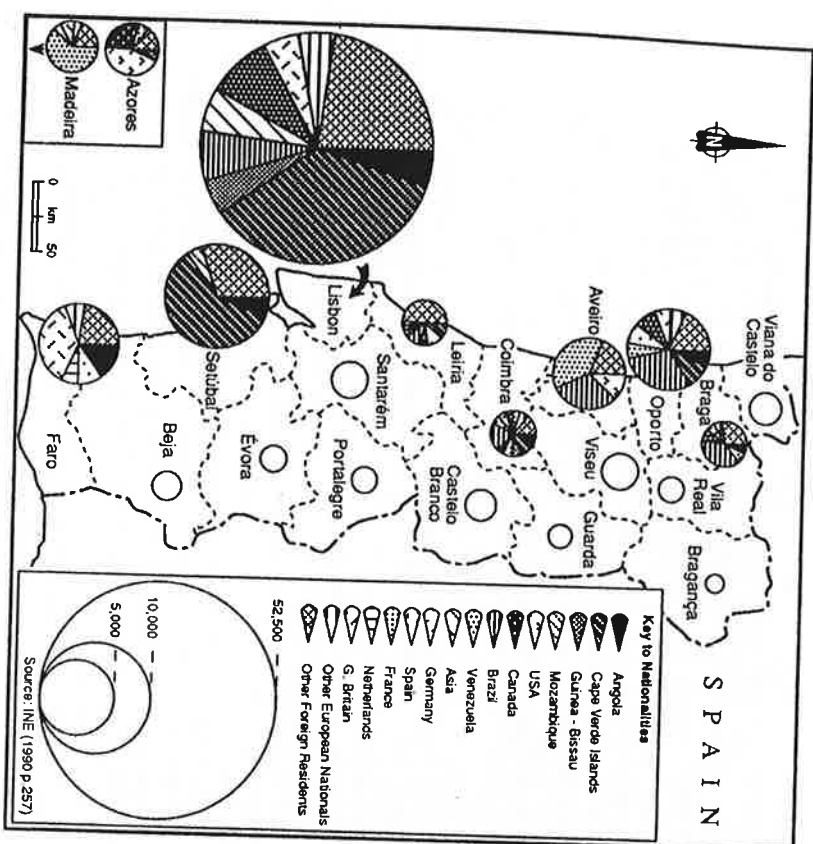 N
SPAIN
Viana do
Castelo
Braga
Vila
Real
Bragança
Oporto
Aveiro
Viseu
Guarda
Coimbra
Castelo
Branco
Leiria
Santarém
Portalegre
Lisbon
Setúbal
Évora
Beja
Faro
Azores
Madeira
0 km 50
Key to Nationalities
Angola
Cape Verde Islands
Guinea - Bissau
Mozambique
USA
Canada
Brazil
Venezuela
Asia
Germany
Spain
France
Netherlands
G. Britain
Other European Nationals
Other Foreign Residents
52,500
10,000
5,000
Source: INE (1990 p 257)